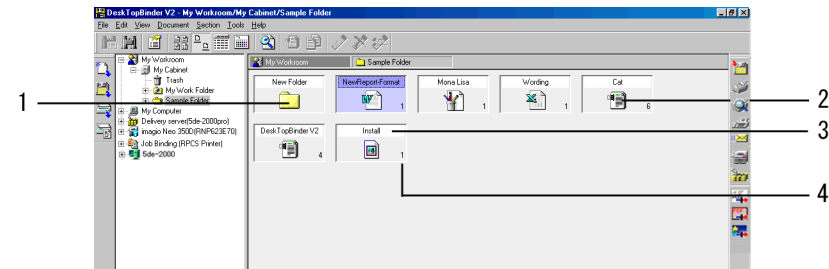 DeskTopBinder V2 - My Workroom/My Cabinet/Sample Folder
File Edit View Document Section Tools Help
My Workroom
My Cabinet
Trash
My Work Folder
Sample Folder
My Computer
Delivery server(5de-2000pro)
imagio Neo 350D(RNP623E70)
Job Binding (RPCS Printer)
5de-2000
My Workroom
Sample Folder
New Folder
NewReport-Format
1
Mona Lisa
1
Wording
1
Cat
6
DeskTopBinder V2
4
Install
1
1
2
3
4